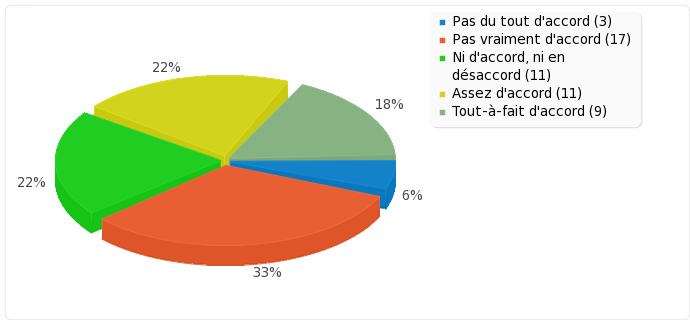 Pas du tout d'accord (3)
Pas vraiment d'accord (17)
Ni d'accord, ni en
désaccord (11)
Assez d'accord (11)
Tout-à-fait d'accord (9)
22%
18%
22%
6%
33%